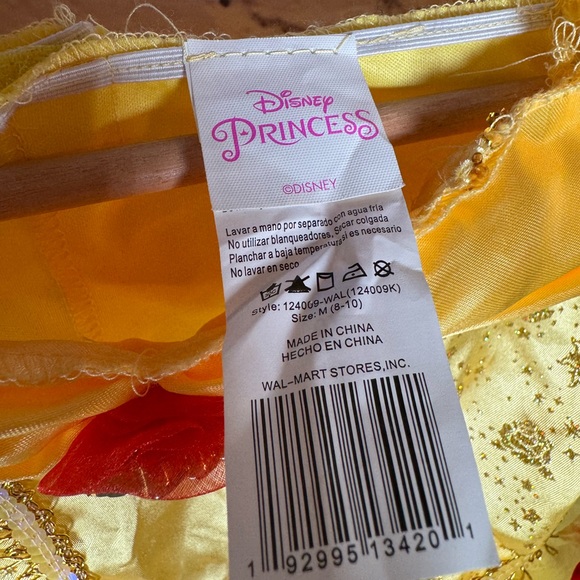 Disney
PRINCESS
©DISNEY
Lavar a mano por separado con agua fria
No utilizar blanqueadores, Secar colgada
Planchar a baja temperatura si es necesario
No lavar en seco
Style: 124069-WAL(124009K)
Size: M (8-10)
MADE IN CHINA
HECHO EN CHINA
WAL-MART STORES,INC.
1 92995 13420 1